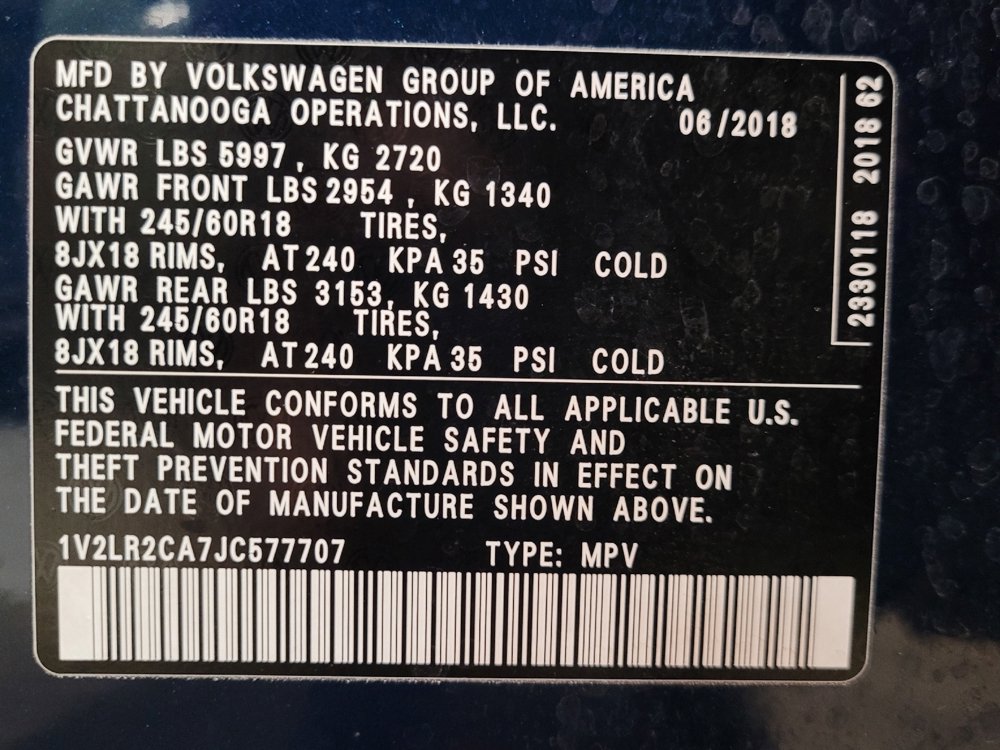 MFD BY VOLKSWAGEN GROUP OF AMERICA
CHATTANOOGA OPERATIONS, LLC. 06/2018
GVWR LBS 5997, KG 2720
GAWR FRONT LBS 2954, KG 1340
WITH 245/60R18 TIRES,
8JX18 RIMS, AT 240 KPA 35 PSI COLD
GAWR REAR LBS 3153, KG 1430
WITH 245/60R18 TIRES,
8JX18 RIMS, AT 240 KPA 35 PSI COLD
THIS VEHICLE CONFORMS TO ALL APPLICABLE U.S.
FEDERAL MOTOR VEHICLE SAFETY AND
THEFT PREVENTION STANDARDS IN EFFECT ON
THE DATE OF MANUFACTURE SHOWN ABOVE.
1V2LR2CA7JC577707 TYPE: MPV
2330118 2018 62